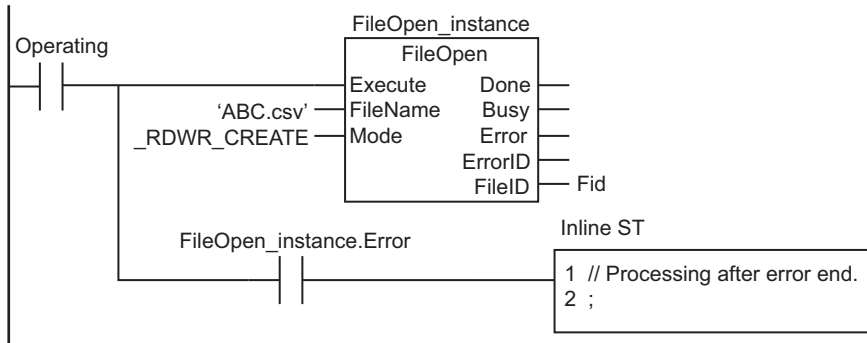 FileOpen_instance
Operating
FileOpen
Execute Done
‘ABC.csv’ FileName Busy
_RDWR_CREATE Mode Error
ErrorID
FileID Fid
Inline ST
FileOpen_instance.Error
1 // Processing after error end.
2 ;